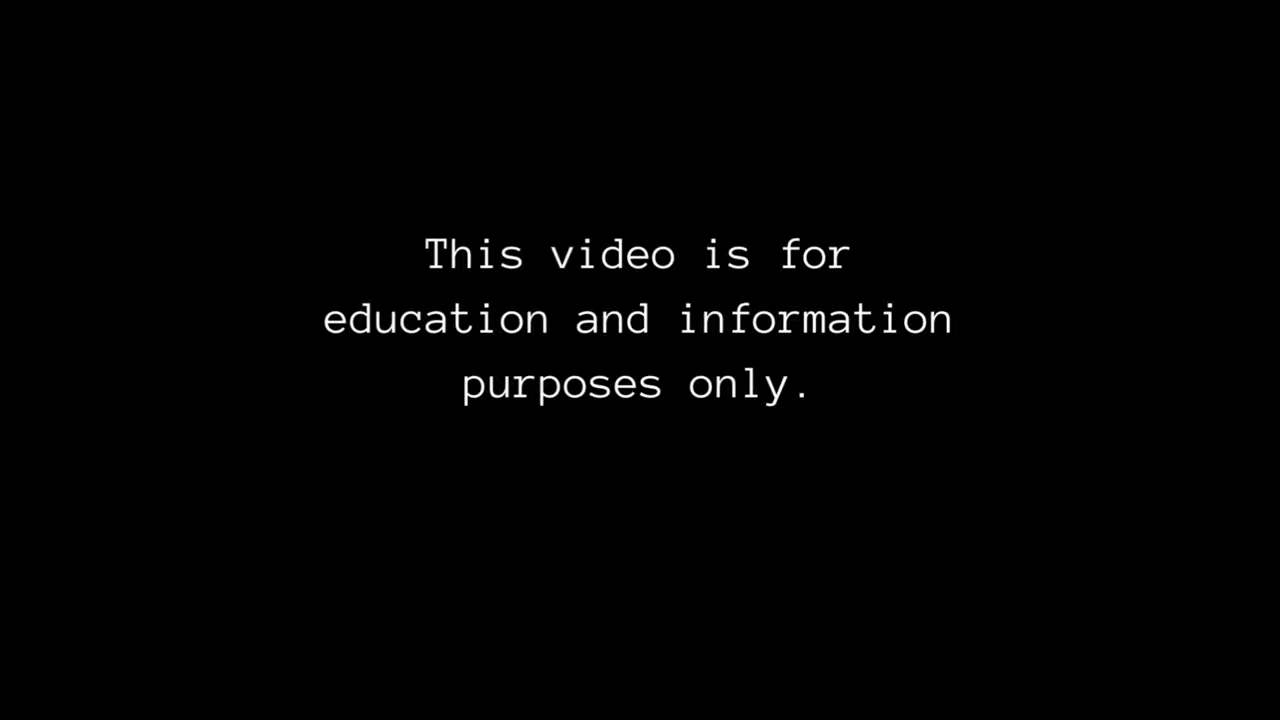 This video is for
education and information
purposes only.